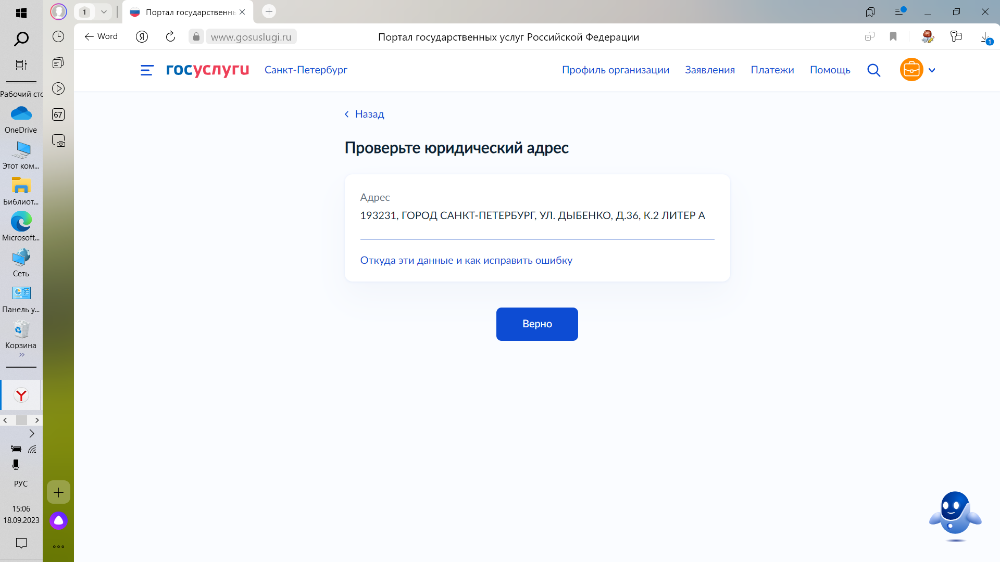 1
Портал государственнь
Word
Я
www.gosuslugi.ru
Портал государственных услуг Российской Федерации
1
госуслуги
Санкт-Петербург
Профиль организации
Заявления
Платежи
Помощь
Назад
Проверьте юридический адрес
Адрес
193231, ГОРОД САНКТ-ПЕТЕРБУРГ, УЛ. ДЫБЕНКО, Д.36, К.2 ЛИТЕР А
Откуда эти данные и как исправить ошибку
Верно
67
Рабочий сто
OneDrive
Этот ком...
Библиот...
Microsoft...
Сеть
Панель у...
Корзина
РУС
15:06
18.09.2023